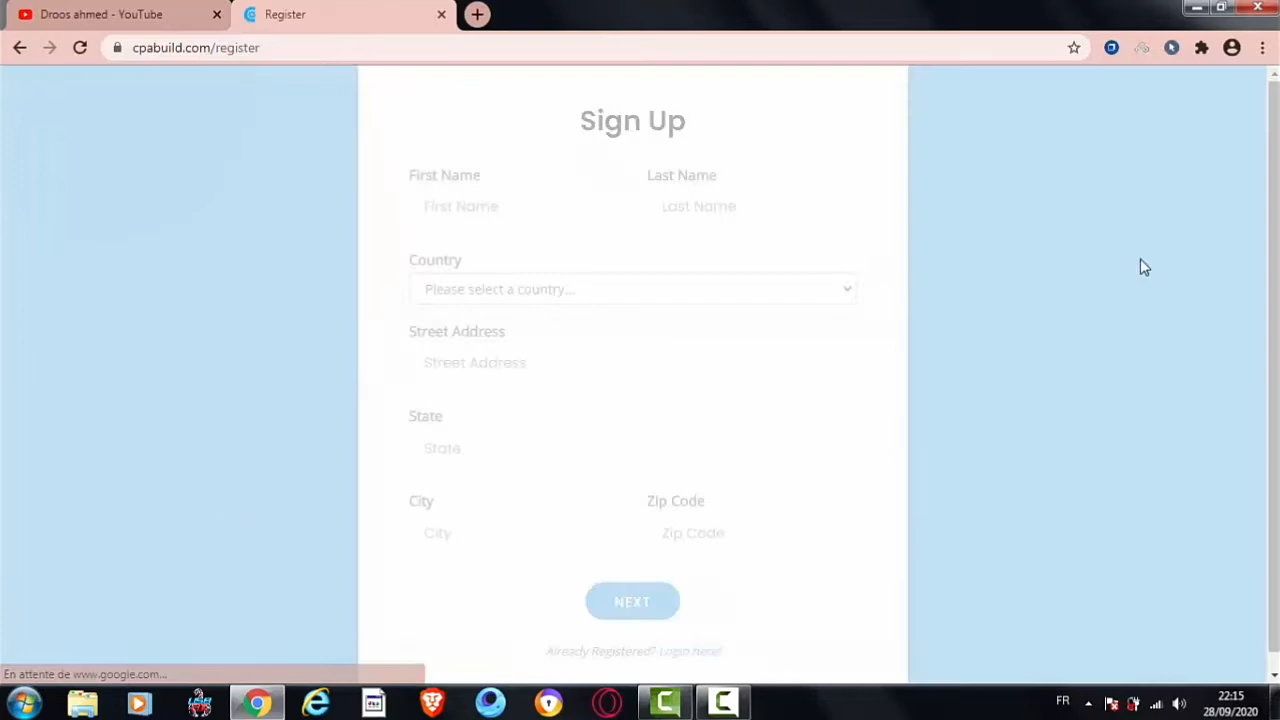 Droos ahmed - YouTube
Register
cpabuild.com/register
Sign Up
First Name
Last Name
First Name
Last Name
Country
Please select a country...
Street Address
Street Address
State
State
City
Zip Code
City
Zip Code
NEXT
Already Registered? Login here!
En attente de www.google.com...
FR
22:15
28/09/2020